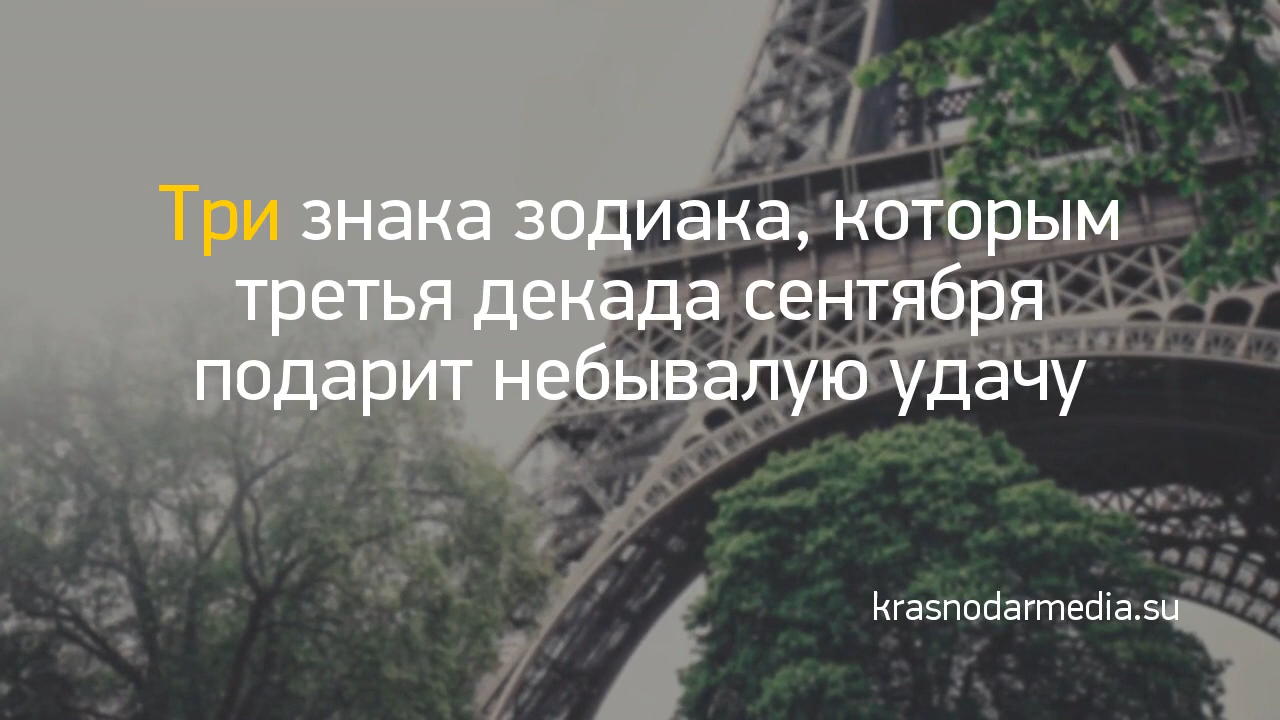 Три знака зодиака, которым
третья декада сентября
подарит небывалую удачу
krasnodarmedia.su